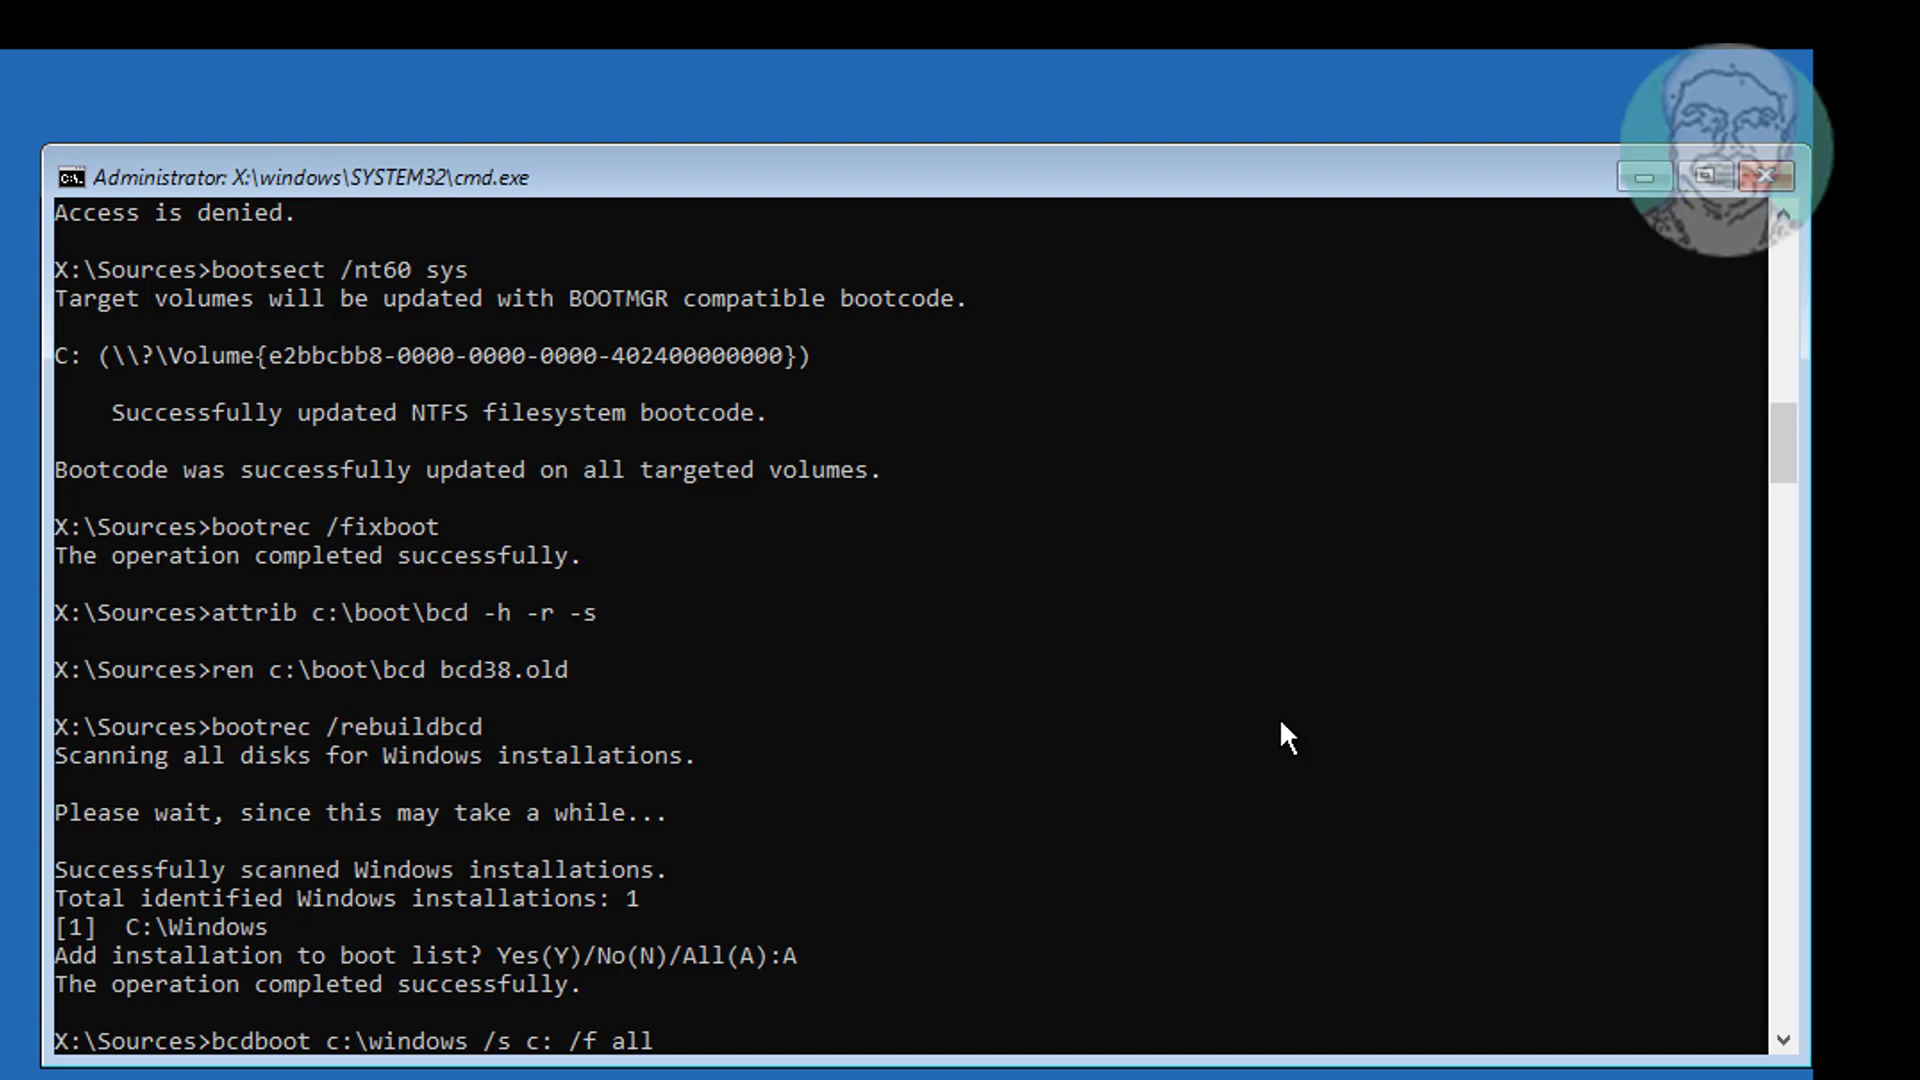 Administrator: X:\windows\SYSTEM32\cmd.exe
Access is denied.
X:\Sources>bootsect /nt60 sys
Target volumes will be updated with BOOTMGR compatible bootcode.
C: (\\?\Volume{e2bbcbb8-0000-0000-0000-402400000000})
Successfully updated NTFS filesystem bootcode.
Bootcode was successfully updated on all targeted volumes.
X:\Sources>bootrec /fixboot
The operation completed successfully.
X:\Sources>attrib c:\boot\bcd -h -r -s
X:\Sources>ren c:\boot\bcd bcd38.old
X:\Sources>bootrec /rebuildbcd
Scanning all disks for Windows installations.
Please wait, since this may take a while...
Successfully scanned Windows installations.
Total identified Windows installations: 1
[1]  C:\Windows
Add installation to boot list? Yes(Y)/No(N)/All(A):A
The operation completed successfully.
X:\Sources>bcdboot c:\windows /s c: /f all